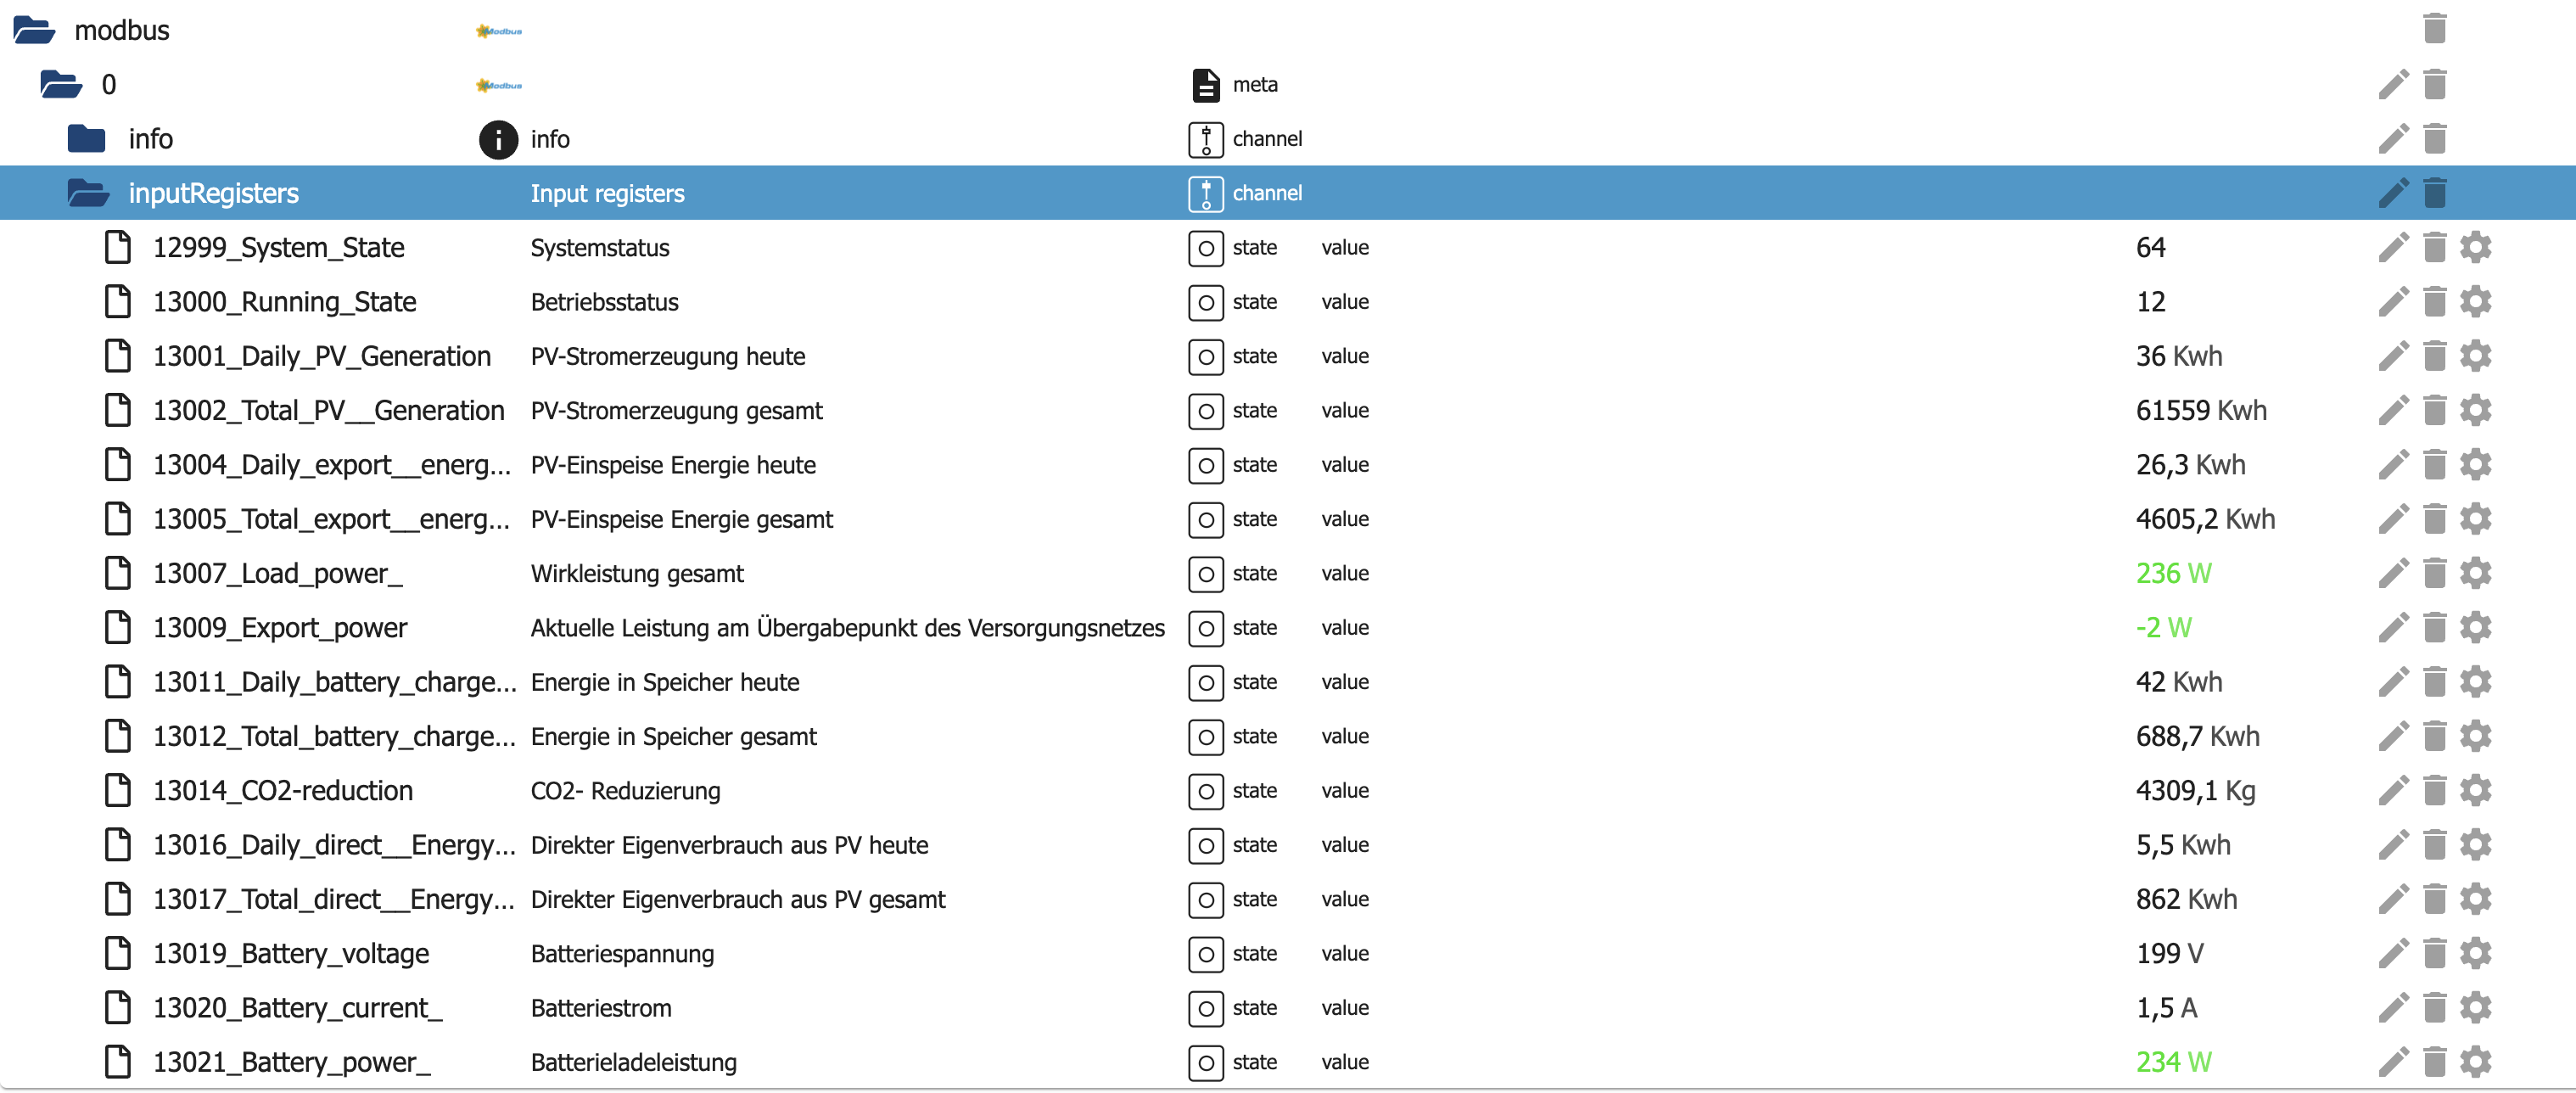 modbus Modbus
0 Modbus meta
info info channel
inputRegisters Input registers channel
12999_System_State Systemstatus state value 64
13000_Running_State Betriebsstatus state value 12
13001_Daily_PV_Generation PV-Stromerzeugung heute state value 36 Kwh
13002_Total_PV__Generation PV-Stromerzeugung gesamt state value 61559 Kwh
13004_Daily_export__energ... PV-Einspeise Energie heute state value 26,3 Kwh
13005_Total_export__energ... PV-Einspeise Energie gesamt state value 4605,2 Kwh
13007_Load_power_ Wirkleistung gesamt state value 236 W
13009_Export_power Aktuelle Leistung am Übergabepunkt des Versorgungsnetzes state value -2 W
13011_Daily_battery_charge... Energie in Speicher heute state value 42 Kwh
13012_Total_battery_charge... Energie in Speicher gesamt state value 688,7 Kwh
13014_CO2-reduction CO2- Reduzierung state value 4309,1 Kg
13016_Daily_direct__Energy... Direkter Eigenverbrauch aus PV heute state value 5,5 Kwh
13017_Total_direct__Energy... Direkter Eigenverbrauch aus PV gesamt state value 862 Kwh
13019_Battery_voltage Batteriespannung state value 199 V
13020_Battery_current_ Batteriestrom state value 1,5 A
13021_Battery_power_ Batterieladeleistung state value 234 W